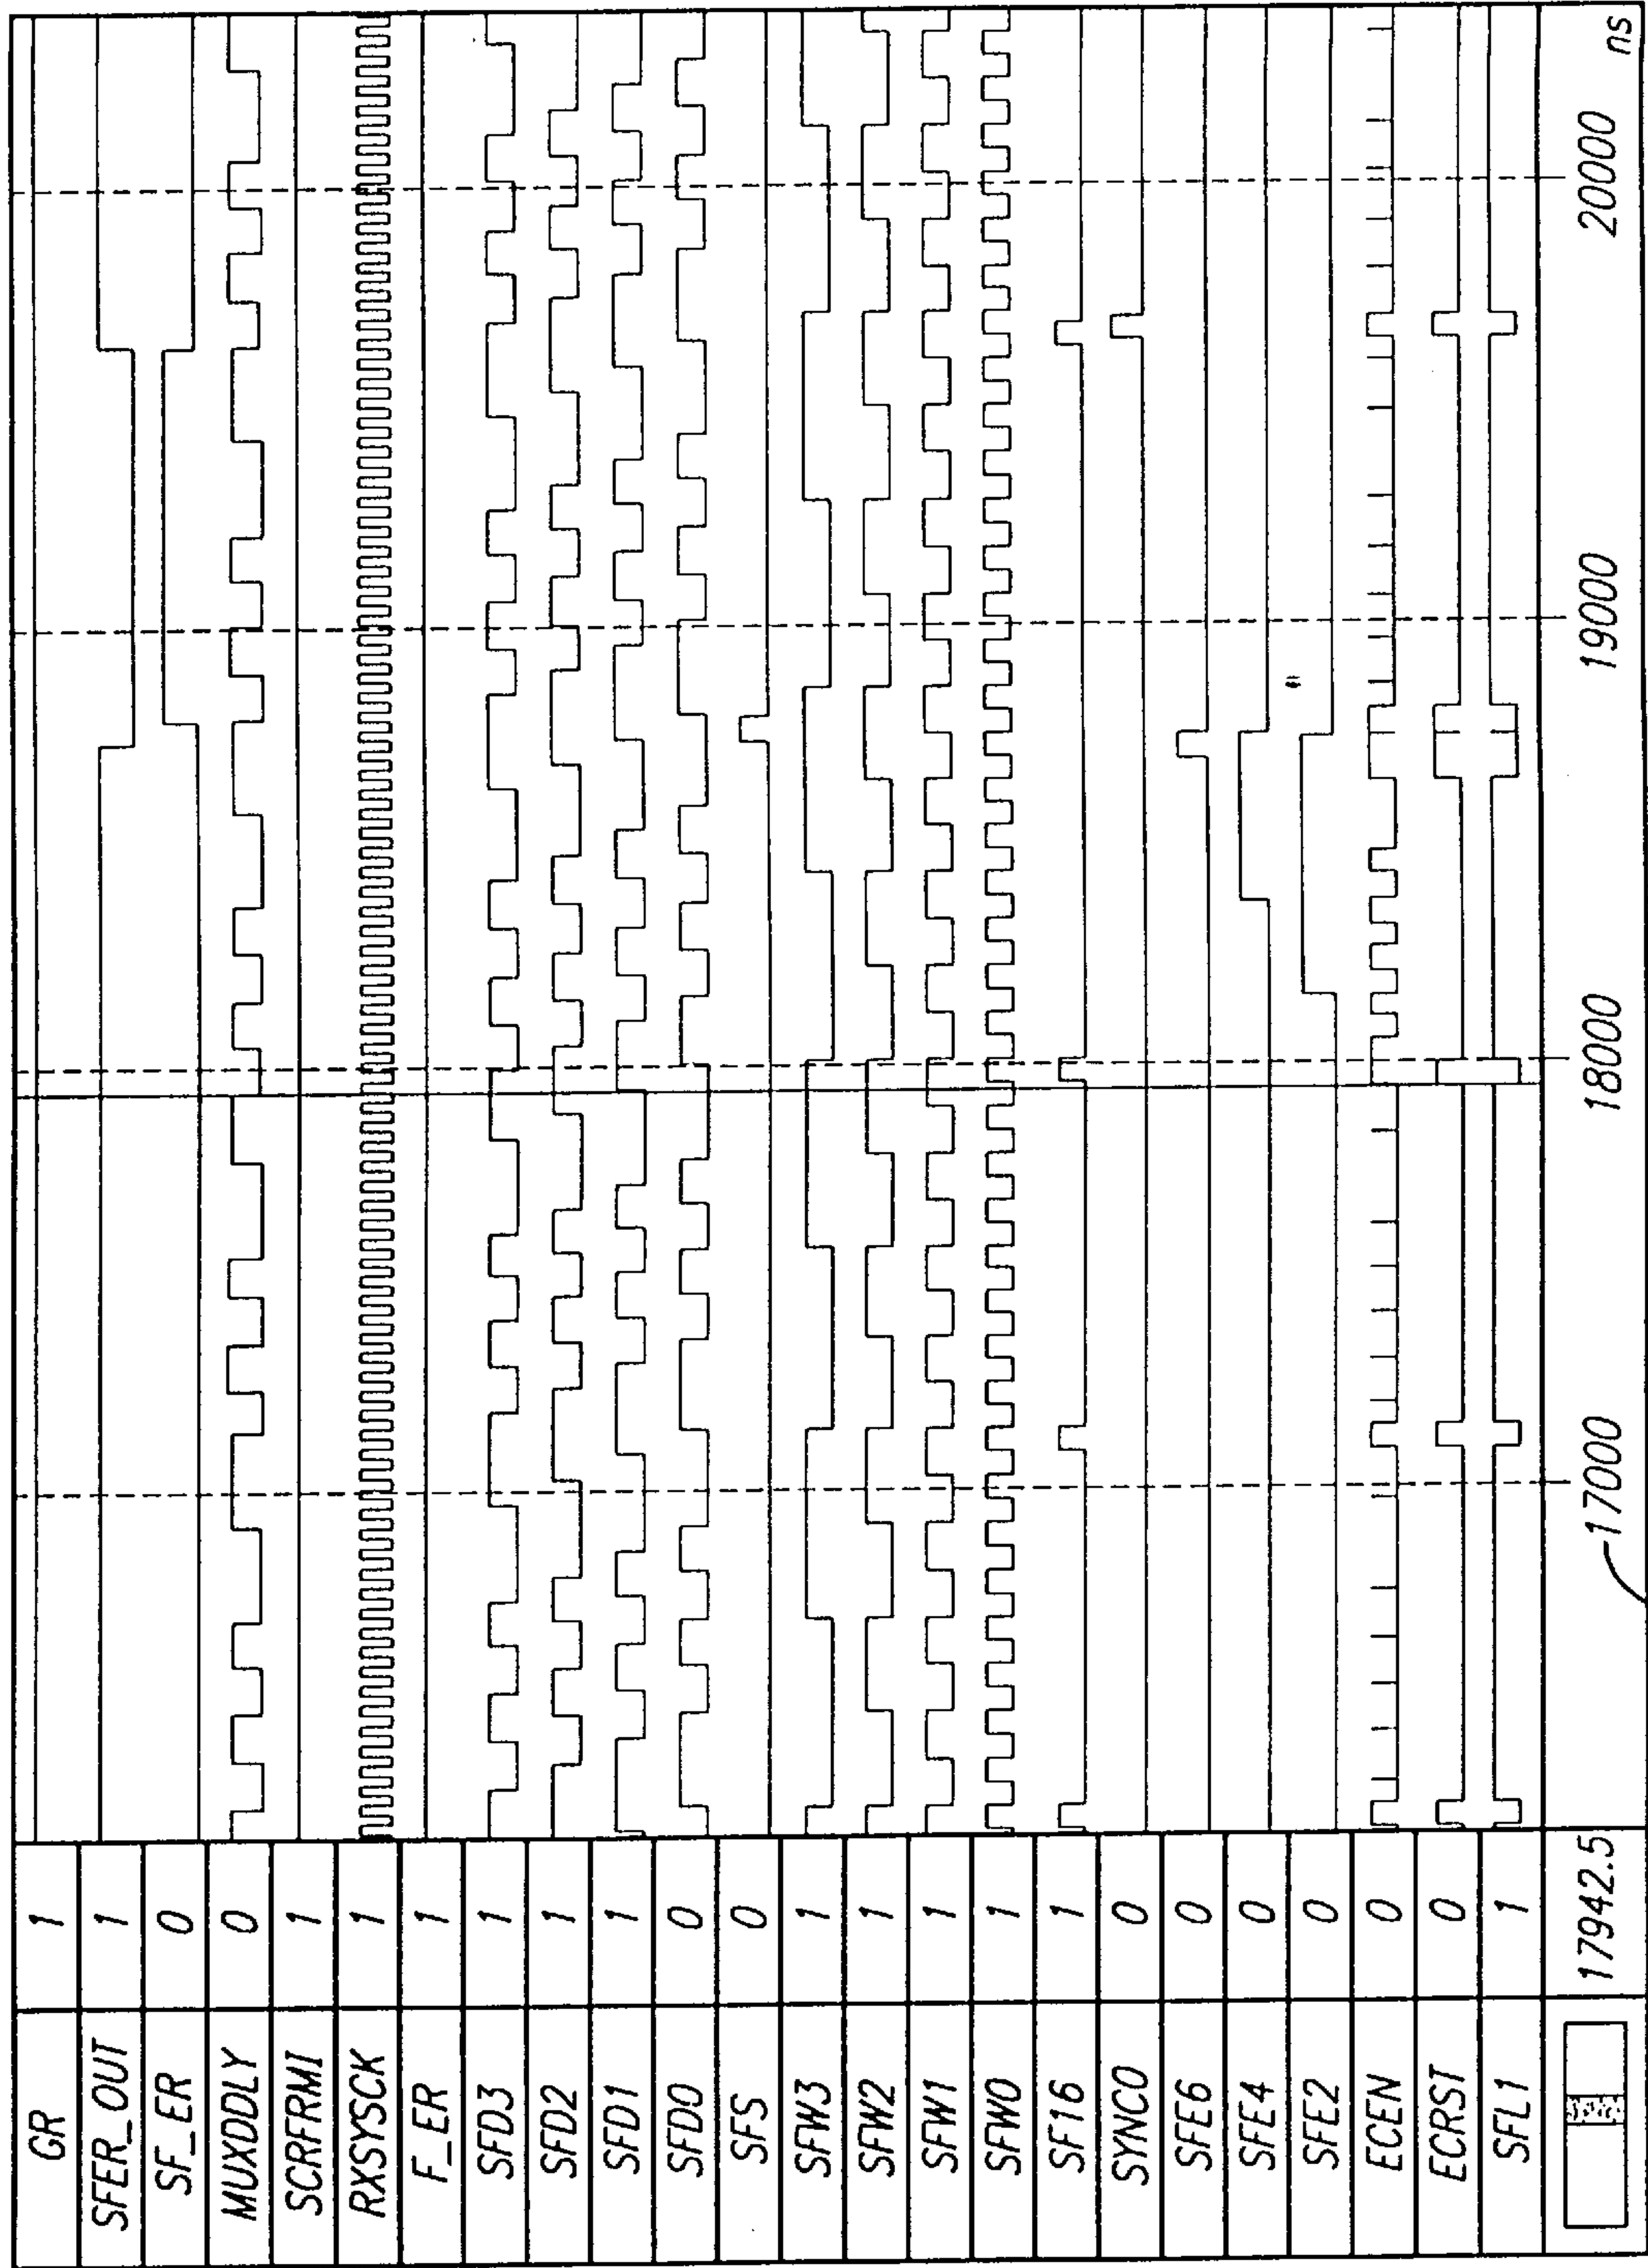 GR 1
SFER_OUT 1
SF_ER 0
MUXDDLY 0
SCRFRMI 1
RXSYSCK 1
F_ER 1
SFD3 1
SFD2 1
SFD1 1
SFD0 0
SFS 0
SFW3 1
SFW2 1
SFW1 1
SFW0 1
SF16 1
SYNCO 0
SFE6 0
SFE4 0
SFE2 0
ECEN 0
ECRST 0
SFL1 1
17942.5 17000 18000 19000 20000 ns